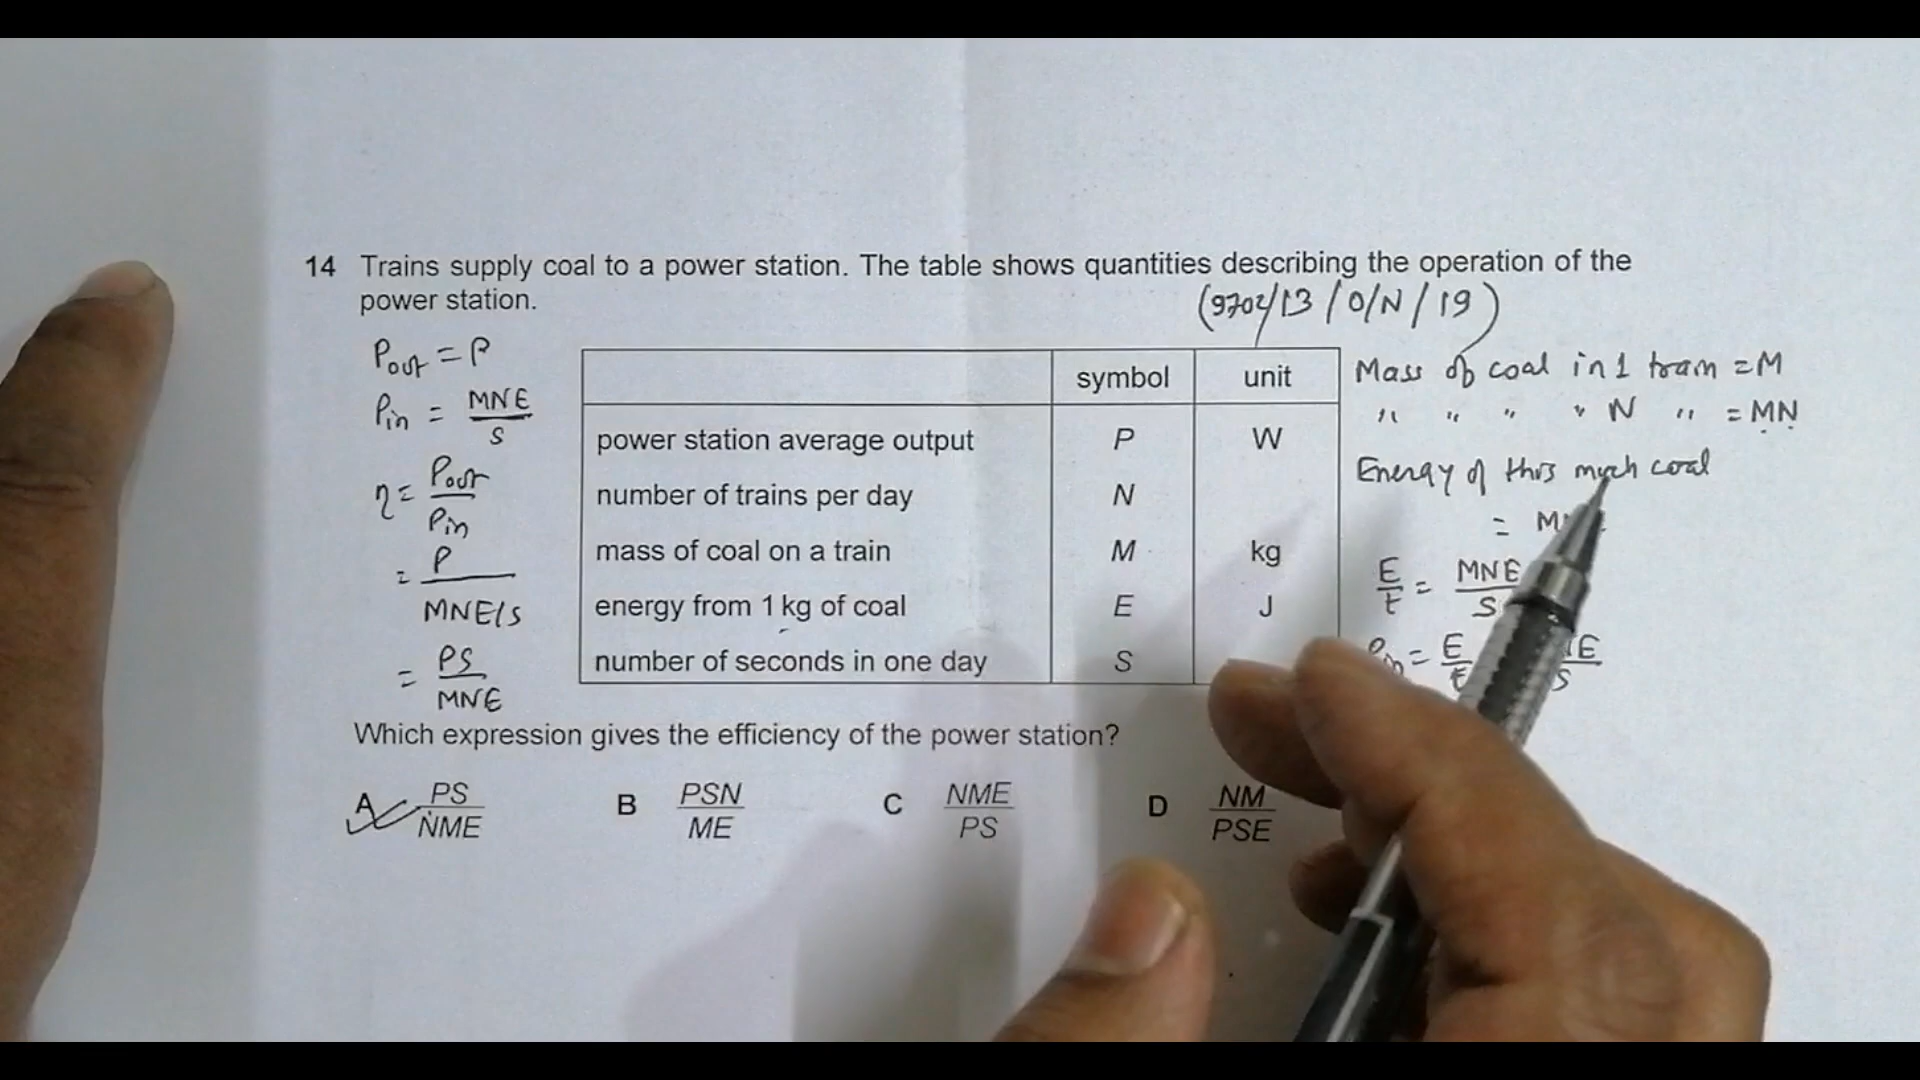 14 Trains supply coal to a power station. The table shows quantities describing the operation of the
power station.
(9702/13/O/N/19)
symbol unit
power station average output P W
number of trains per day N
mass of coal on a train M kg
energy from 1 kg of coal E J
number of seconds in one day S
Pout = P
Pin = MNE/S
η = Pout/Pin
= P/MNE/S
= PS/MNE
Mass of coal in 1 train = M
" " " " N " = MN
Energy of this much coal
= M
E/t = MNE/S
= E
Which expression gives the efficiency of the power station?
A PS/NME B PSN/ME C NME/PS D NM/PSE